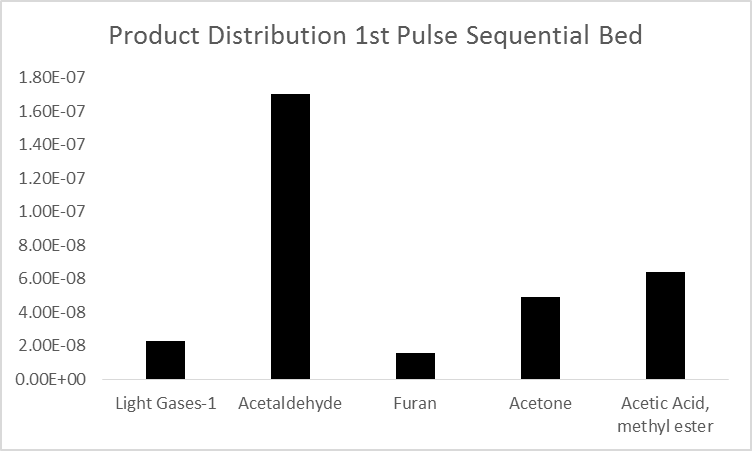 Product Distribution 1st Pulse Sequential Bed
1.80E-07
1.60E-07
1.40E-07
1.20E-07
1.00E-07
8.00E-08
6.00E-08
4.00E-08
2.00E-08
0.00E+00
Light Gases-1
Acetaldehyde
Furan
Acetone
Acetic Acid,
methyl ester